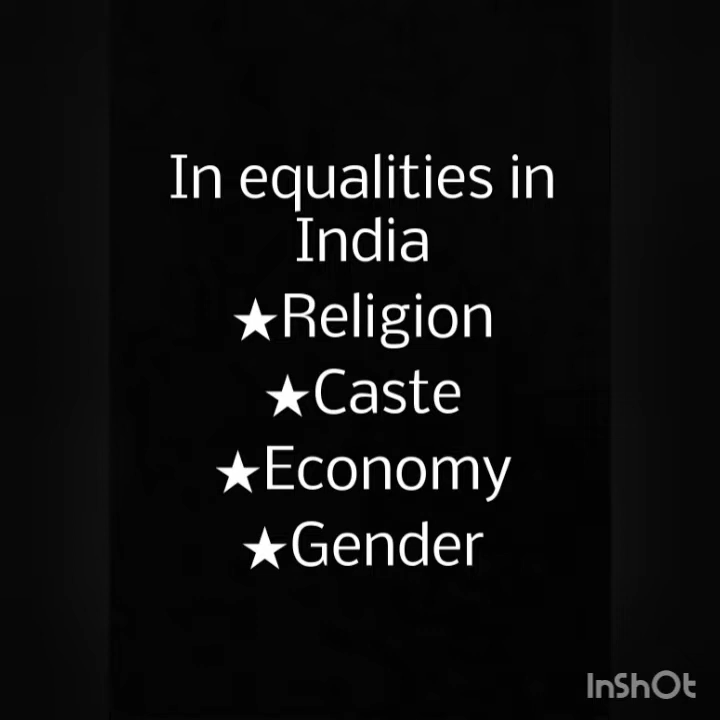 In equalities in
India
★Religion
★Caste
★Economy
★Gender
InShOt